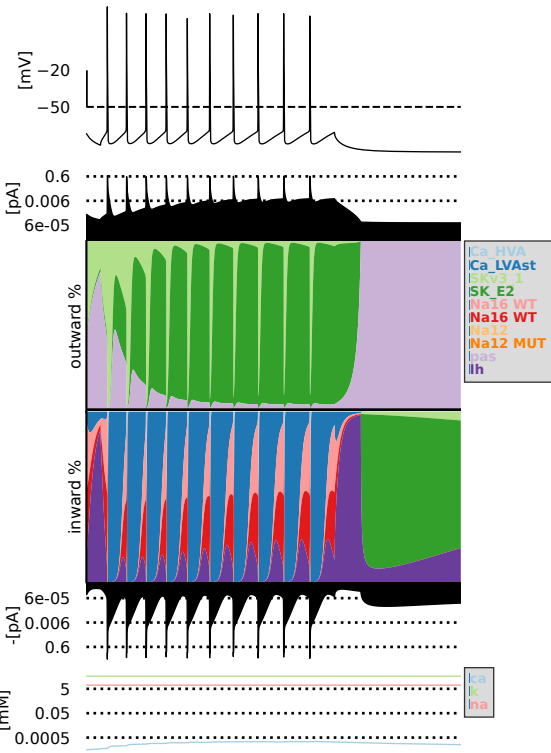 [mV]
−20
−50
[pA]
0.6
0.006
6e-05
outward %
Ca_HVA
Ca_LVAst
SKv3_1
SK_E2
Na16 WT
Na16 WT
Na12
Na12 MUT
pas
Ih
inward %
-[pA]
6e-05
0.006
0.6
[mM]
5
0.05
0.0005
ca
k
na